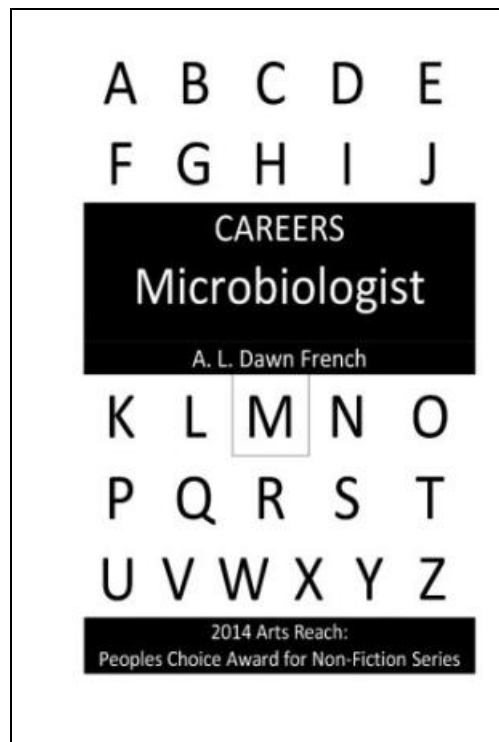 A B C D E
F G H I J
CAREERS
Microbiologist
A. L. Dawn French
K L M N O
P Q R S T
U V W X Y Z
2014 Arts Reach:
Peoples Choice Award for Non-Fiction Series